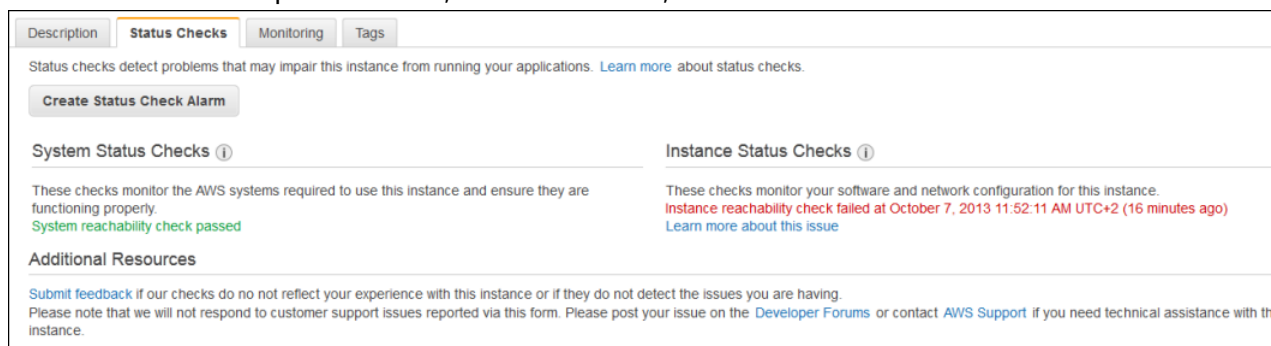 Description Status Checks Monitoring Tags
Status checks detect problems that may impair this instance from running your applications. Learn more about status checks.
Create Status Check Alarm
System Status Checks i
Instance Status Checks i
These checks monitor the AWS systems required to use this instance and ensure they are
functioning properly.
System reachability check passed
These checks monitor your software and network configuration for this instance.
Instance reachability check failed at October 7, 2013 11:52:11 AM UTC+2 (16 minutes ago)
Learn more about this issue
Additional Resources
Submit feedback if our checks do no not reflect your experience with this instance or if they do not detect the issues you are having.
Please note that we will not respond to customer support issues reported via this form. Please post your issue on the Developer Forums or contact AWS Support if you need technical assistance with th
instance.